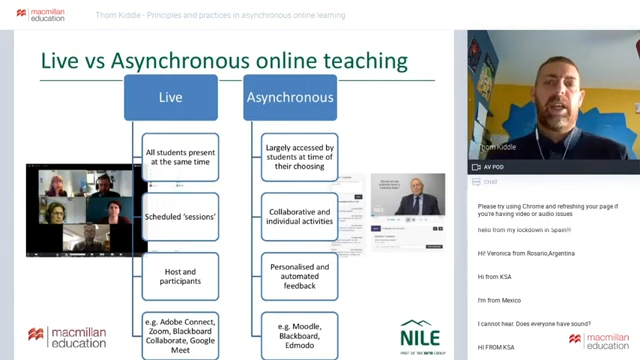 macmillan
education
Thom Kiddle - Principles and practices in asynchronous online learning
macmillan
education
Live vs Asynchronous online teaching
Live
All students present
at the same time
Scheduled 'sessions'
Host and
participants
e.g. Adobe Connect,
Zoom, Blackboard
Collaborate, Google
Meet
Asynchronous
Largely accessed by
students at time of
their choosing
Collaborative and
individual activities
Personalised and
automated
feedback
e.g. Moodle,
Blackboard,
Edmodo
macmillan
education
NILE
Thom Kiddle
AV POD
CHAT
Please try using Chrome and refreshing your page if
you're having video or audio issues
hello from my lockdown in Spain!!!
Hi! Veronica from Rosario,Argentina
Hi from KSA
I'm from Mexico
I cannot hear. Does everyone have sound?
HI FROM KSA
macmillan
education